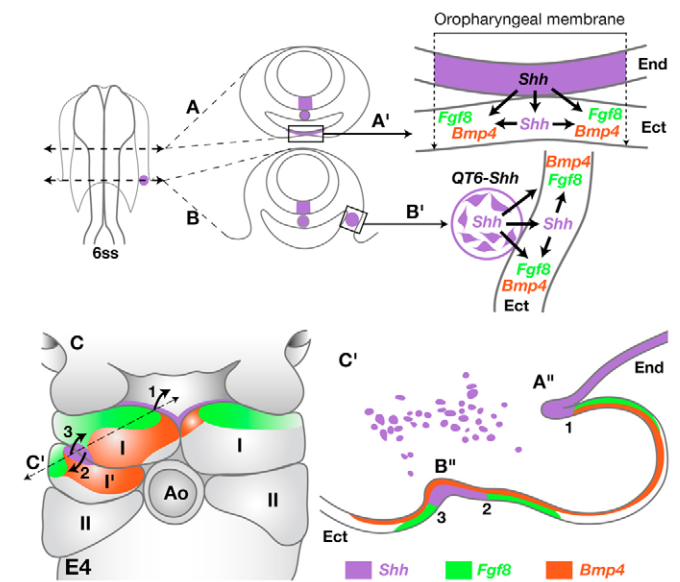 Oropharyngeal membrane
A
A'
Shh
End
Fgf8
Bmp4
Shh
Fgf8
Bmp4
Ect
6ss
B
B'
QT6-Shh
Shh
Bmp4
Fgf8
Shh
Fgf8
Bmp4
Ect
C
1
3
2
C'
I
I
I'
Ao
II
II
E4
C'
A"
End
1
B"
3
2
Ect
Shh
Fgf8
Bmp4